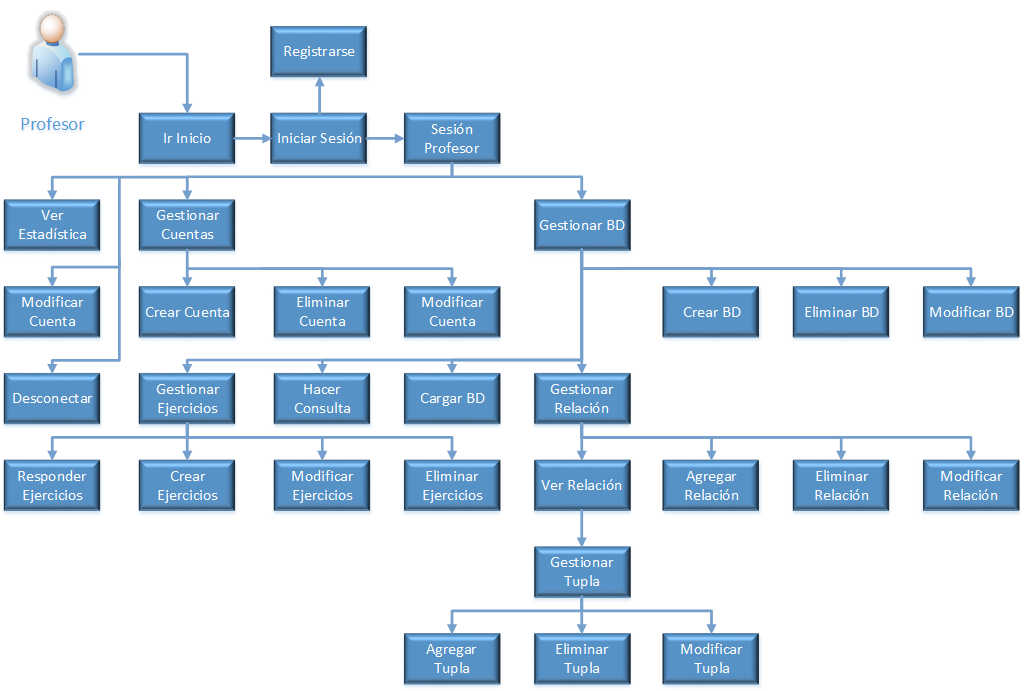 Registrarse
Profesor
Ir Inicio
Iniciar Sesión
Sesión
Profesor
Ver
Estadística
Gestionar
Cuentas
Gestionar BD
Modificar
Cuenta
Crear Cuenta
Eliminar
Cuenta
Modificar
Cuenta
Crear BD
Eliminar BD
Modificar BD
Desconectar
Gestionar
Ejercicios
Hacer
Consulta
Cargar BD
Gestionar
Relación
Responder
Ejercicios
Crear
Ejercicios
Modificar
Ejercicios
Eliminar
Ejercicios
Ver Relación
Agregar
Relación
Eliminar
Relación
Modificar
Relación
Gestionar
Tupla
Agregar
Tupla
Eliminar
Tupla
Modificar
Tupla